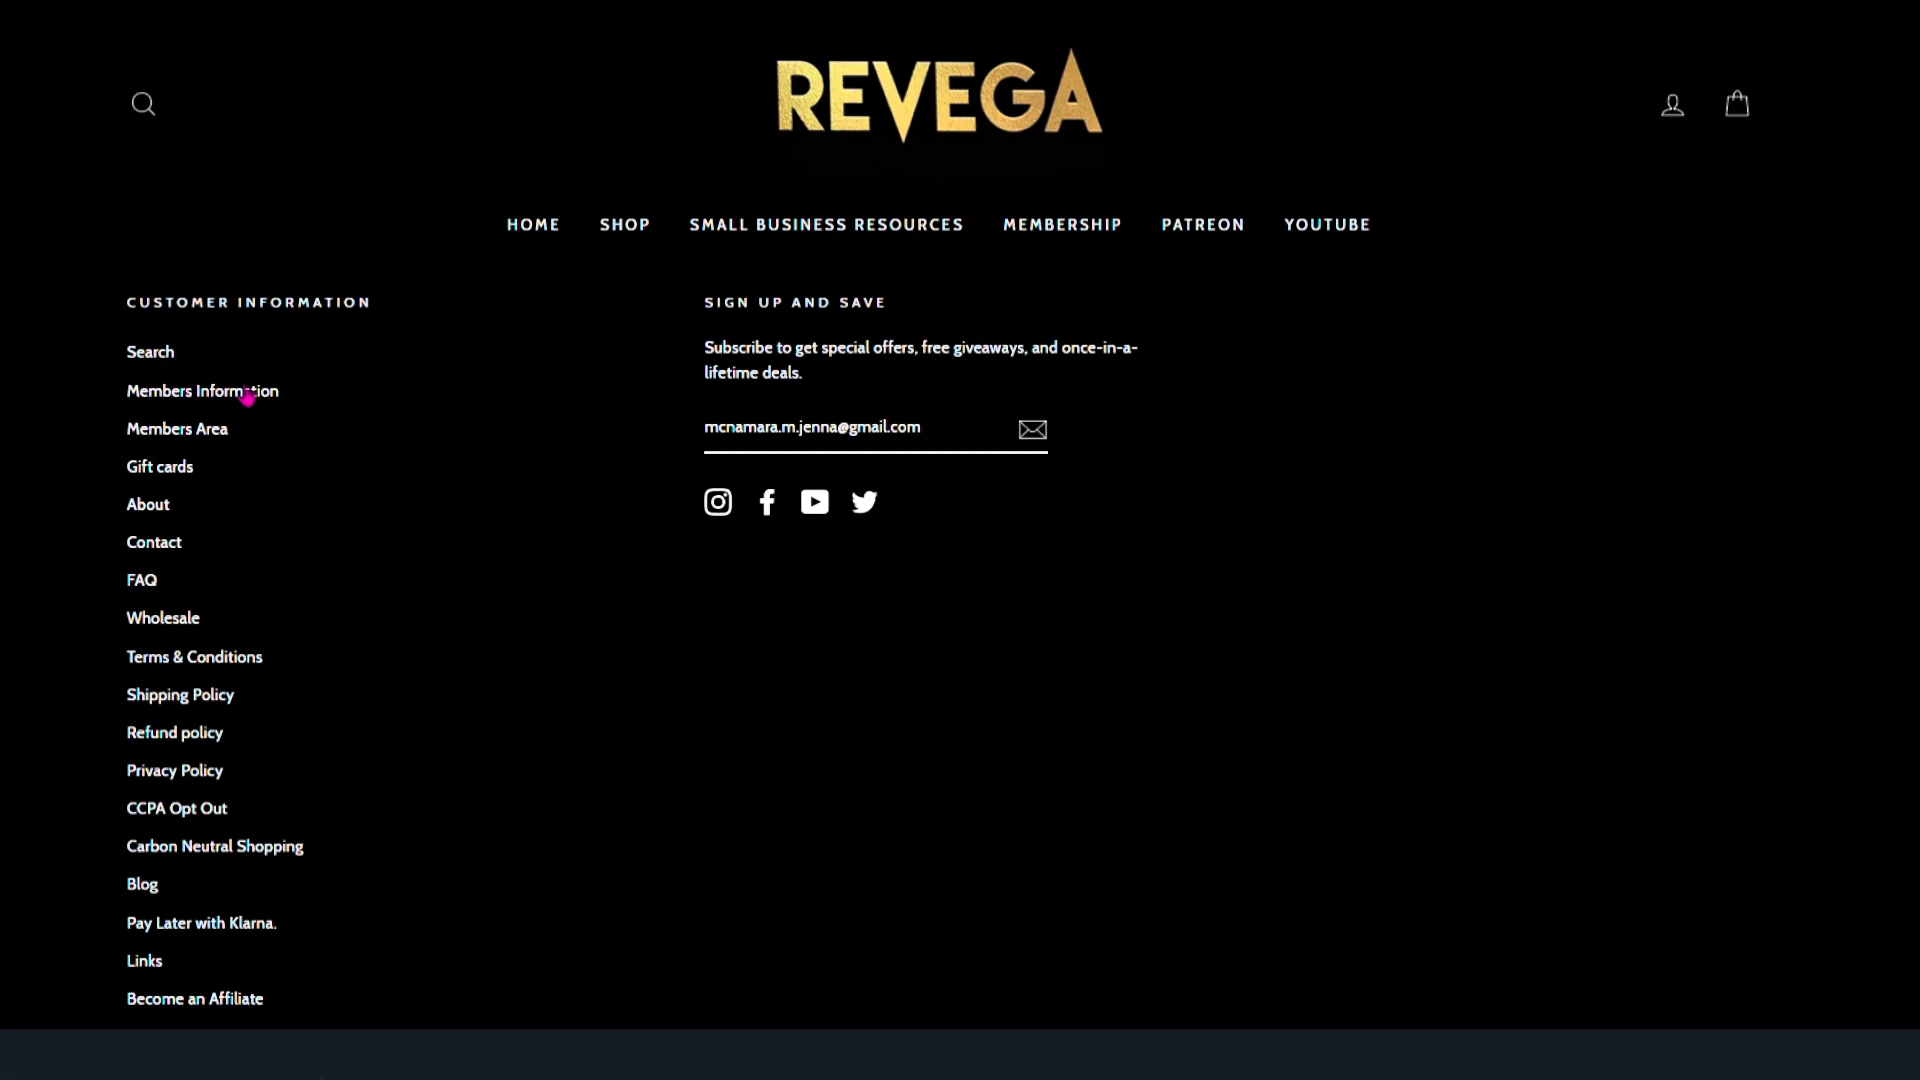 REVEGA
HOME SHOP SMALL BUSINESS RESOURCES MEMBERSHIP PATREON YOUTUBE
CUSTOMER INFORMATION
Search
Members Information
Members Area
Gift cards
About
Contact
FAQ
Wholesale
Terms & Conditions
Shipping Policy
Refund policy
Privacy Policy
CCPA Opt Out
Carbon Neutral Shopping
Blog
Pay Later with Klarna.
Links
Become an Affiliate
SIGN UP AND SAVE
Subscribe to get special offers, free giveaways, and once-in-a-
lifetime deals.
mcnamara.m.jenna@gmail.com